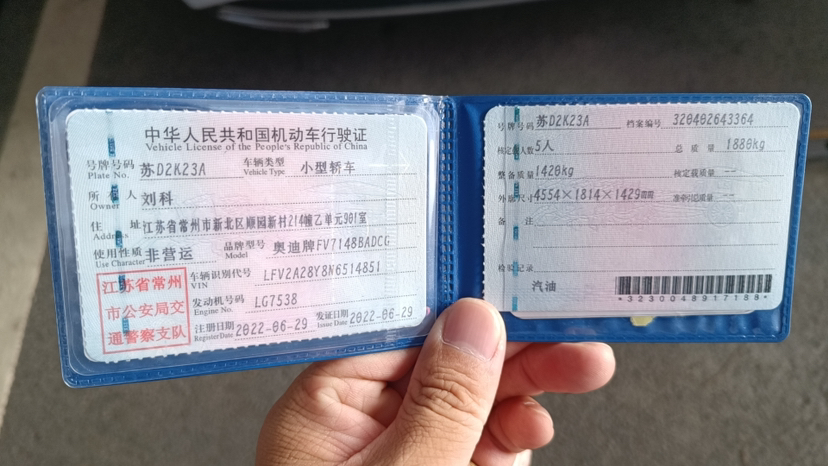 中华人民共和国机动车行驶证
Vehicle License of the People's Republic of China
号牌号码 苏D2K23A 车辆类型 小型轿车
Plate No. Vehicle Type
所有人 刘科
Owner
住址 江苏省常州市新北区顺园新村214幢乙单元901室
Address
使用性质 非营运 品牌型号 奥迪牌FV7148BADCG
Use Character Model
江苏省常州
市公安局交
通警察支队
车辆识别代号 LFV2A28Y8N6514851
VIN
发动机号码 LG7538
Engine No.
注册日期 2022-06-29 发证日期 2022-06-29
Register Date Issue Date
号牌号码 苏D2K23A 档案编号 320402643364
核定载人数 5人 总质量 1880kg
整备质量 1420kg 核定载质量 --
外廓尺寸 4554×1814×1429mm 准牵引总质量 --
备注
检验记录
汽油
*3230048917188*